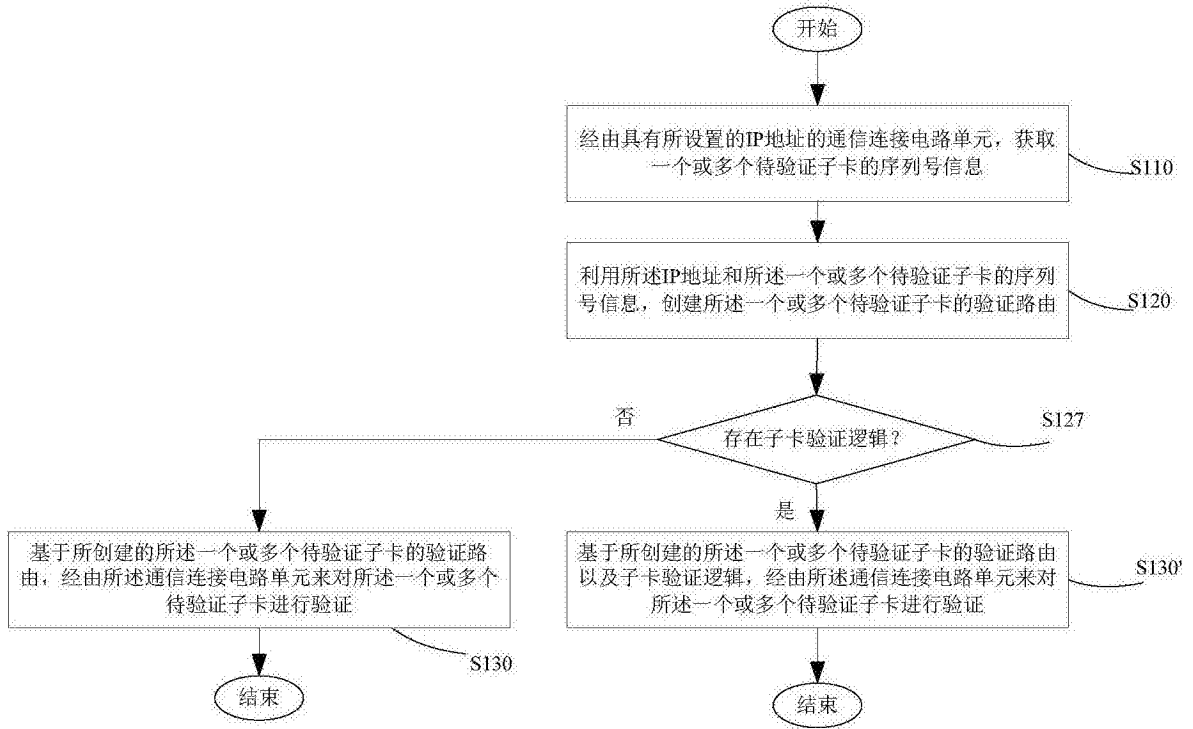 开始
经由具有所设置的IP地址的通信连接电路单元，获取
一个或多个待验证子卡的序列号信息
S110
利用所述IP地址和所述一个或多个待验证子卡的序列
号信息，创建所述一个或多个待验证子卡的验证路由
S120
存在子卡验证逻辑？
S127
否
是
基于所创建的所述一个或多个待验证子卡的验证路
由，经由所述通信连接电路单元来对所述一个或多个
待验证子卡进行验证
S130
结束
基于所创建的所述一个或多个待验证子卡的验证路由
以及子卡验证逻辑，经由所述通信连接电路单元来对
所述一个或多个待验证子卡进行验证
S130'
结束